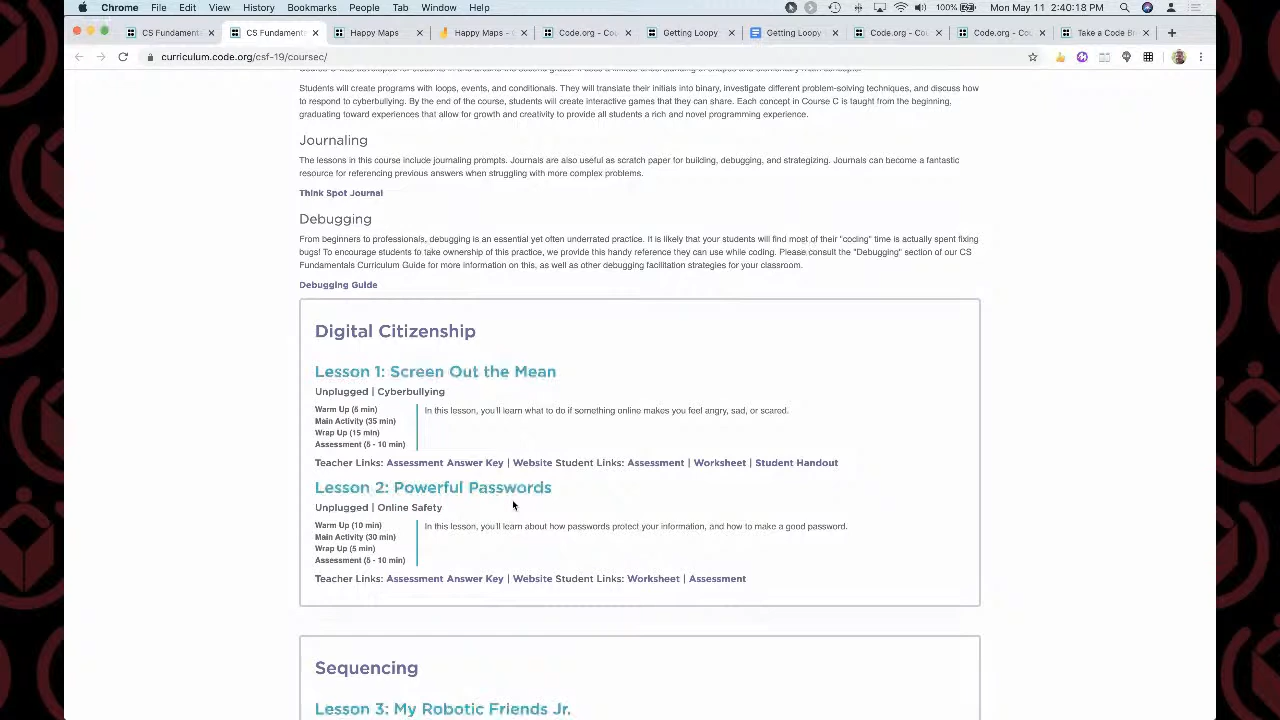 Chrome File Edit View History Bookmarks People Tab Window Help 100% Mon May 11 2:40:18 PM
CS Fundament CS Fundament Happy Maps Happy Maps - Code.org - Co Getting Loopy Getting Loopy Code.org - Co Code.org - Co Take a Code Br
curriculum.code.org/csf-19/coursec/
Students will create programs with loops, events, and conditionals. They will translate their initials into binary, investigate different problem-solving techniques, and discuss how
to respond to cyberbullying. By the end of the course, students will create interactive games that they can share. Each concept in Course C is taught from the beginning,
graduating toward experiences that allow for growth and creativity to provide all students a rich and novel programming experience.
Journaling
The lessons in this course include journaling prompts. Journals are also useful as scratch paper for building, debugging, and strategizing. Journals can become a fantastic
resource for referencing previous answers when struggling with more complex problems.
Think Spot Journal
Debugging
From beginners to professionals, debugging is an essential yet often underrated practice. It is likely that your students will find most of their "coding" time is actually spent fixing
bugs! To encourage students to take ownership of this practice, we provide this handy reference they can use while coding. Please consult the "Debugging" section of our CS
Fundamentals Curriculum Guide for more information on this, as well as other debugging facilitation strategies for your classroom.
Debugging Guide
Digital Citizenship
Lesson 1: Screen Out the Mean
Unplugged | Cyberbullying
Warm Up (5 min)
Main Activity (35 min)
Wrap Up (15 min)
Assessment (5 - 10 min)
In this lesson, you'll learn what to do if something online makes you feel angry, sad, or scared.
Teacher Links: Assessment Answer Key | Website Student Links: Assessment | Worksheet | Student Handout
Lesson 2: Powerful Passwords
Unplugged | Online Safety
Warm Up (10 min)
Main Activity (30 min)
Wrap Up (5 min)
Assessment (5 - 10 min)
In this lesson, you'll learn about how passwords protect your information, and how to make a good password.
Teacher Links: Assessment Answer Key | Website Student Links: Worksheet | Assessment
Sequencing
Lesson 3: My Robotic Friends Jr.